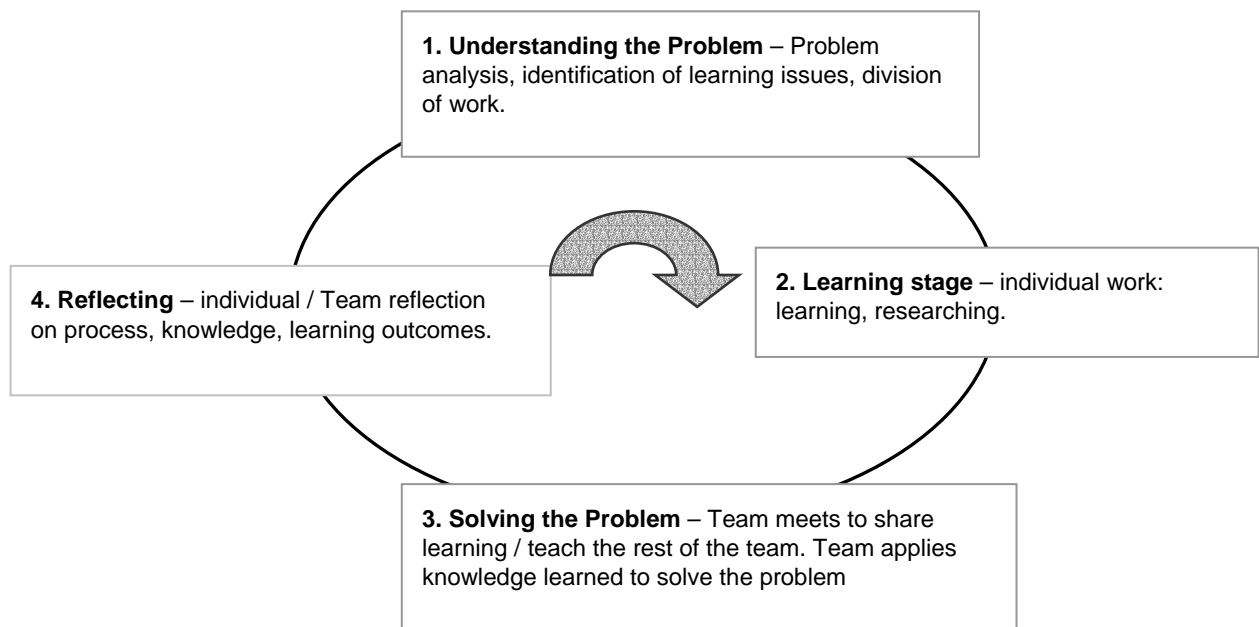 1. Understanding the Problem – Problem
analysis, identification of learning issues, division
of work.
2. Learning stage – individual work:
learning, researching.
3. Solving the Problem – Team meets to share
learning / teach the rest of the team. Team applies
knowledge learned to solve the problem
4. Reflecting – individual / Team reflection
on process, knowledge, learning outcomes.